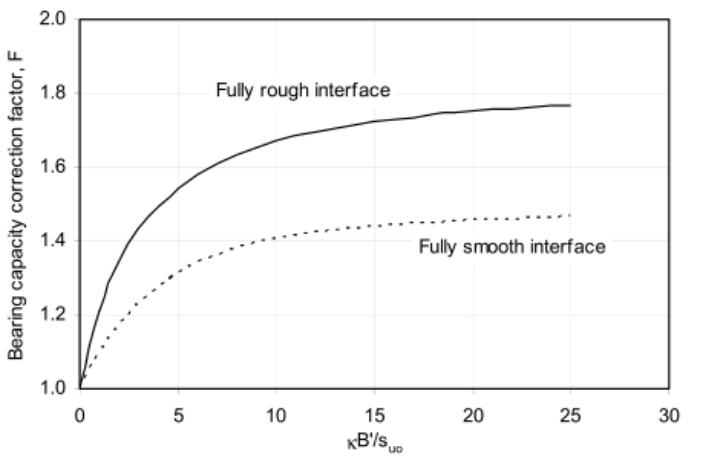 Bearing capacity correction factor, F
2.0
1.8
1.6
1.4
1.2
1.0
Fully rough interface
Fully smooth interface
0 5 10 15 20 25 30
κB'/s_uo